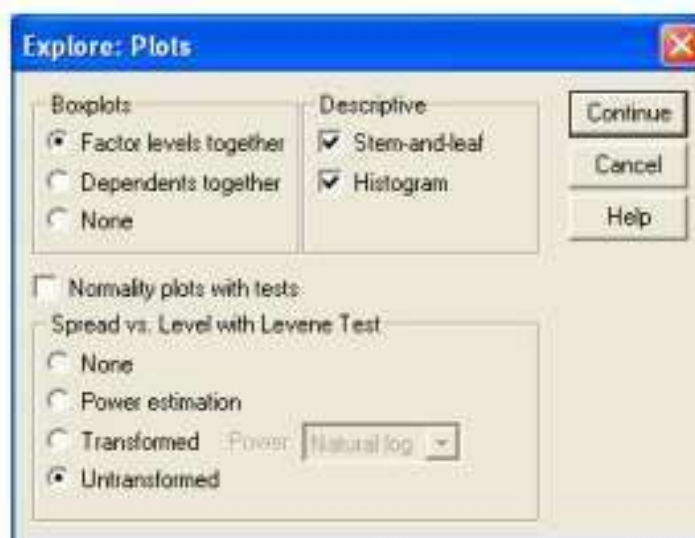 Explore: Plots
Boxplots
Factor levels together
Dependents together
None
Descriptive
Stem-and-leaf
Histogram
Continue
Cancel
Help
Normality plots with tests
Spread vs. Level with Levene Test
None
Power estimation
Transformed Power Natural log
Untransformed